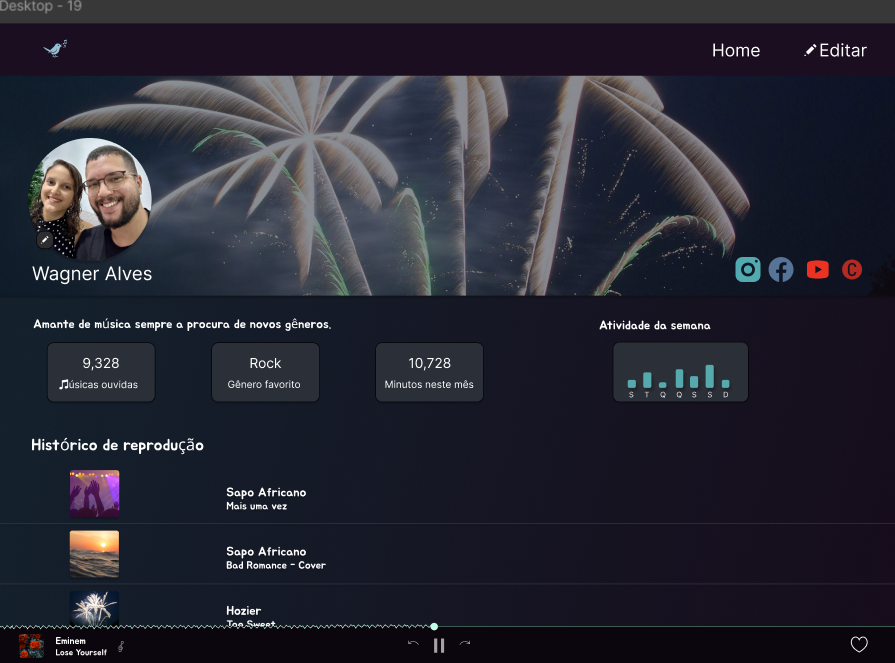 Desktop - 19
Home
Editar
Wagner Alves
C
Amante de música sempre a procura de novos gêneros.
Atividade da semana
9,328
úsicas ouvidas
Rock
Gênero favorito
10,728
Minutos neste mês
S T Q Q S S D
Histórico de reprodução
Sapo Africano
Mais uma vez
Sapo Africano
Bad Romance - Cover
Hozier
Too Sweet
Eminem
Lose Yourself